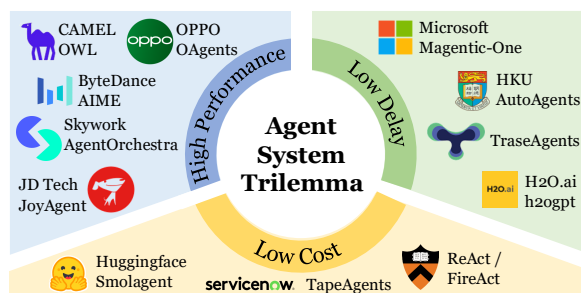 CAMEL
OWL
oppo
OPPO
OAgents
ByteDance
AIME
Skywork
AgentOrchestra
JD Tech
JoyAgent
High Performance
Agent
System
Trilemma
Low Delay
Microsoft
Magentic-One
HKU
AutoAgents
TraseAgents
H2O.ai
H2O.ai
h2ogpt
Low Cost
Huggingface
Smolagent
servicenow. TapeAgents
ReAct /
FireAct